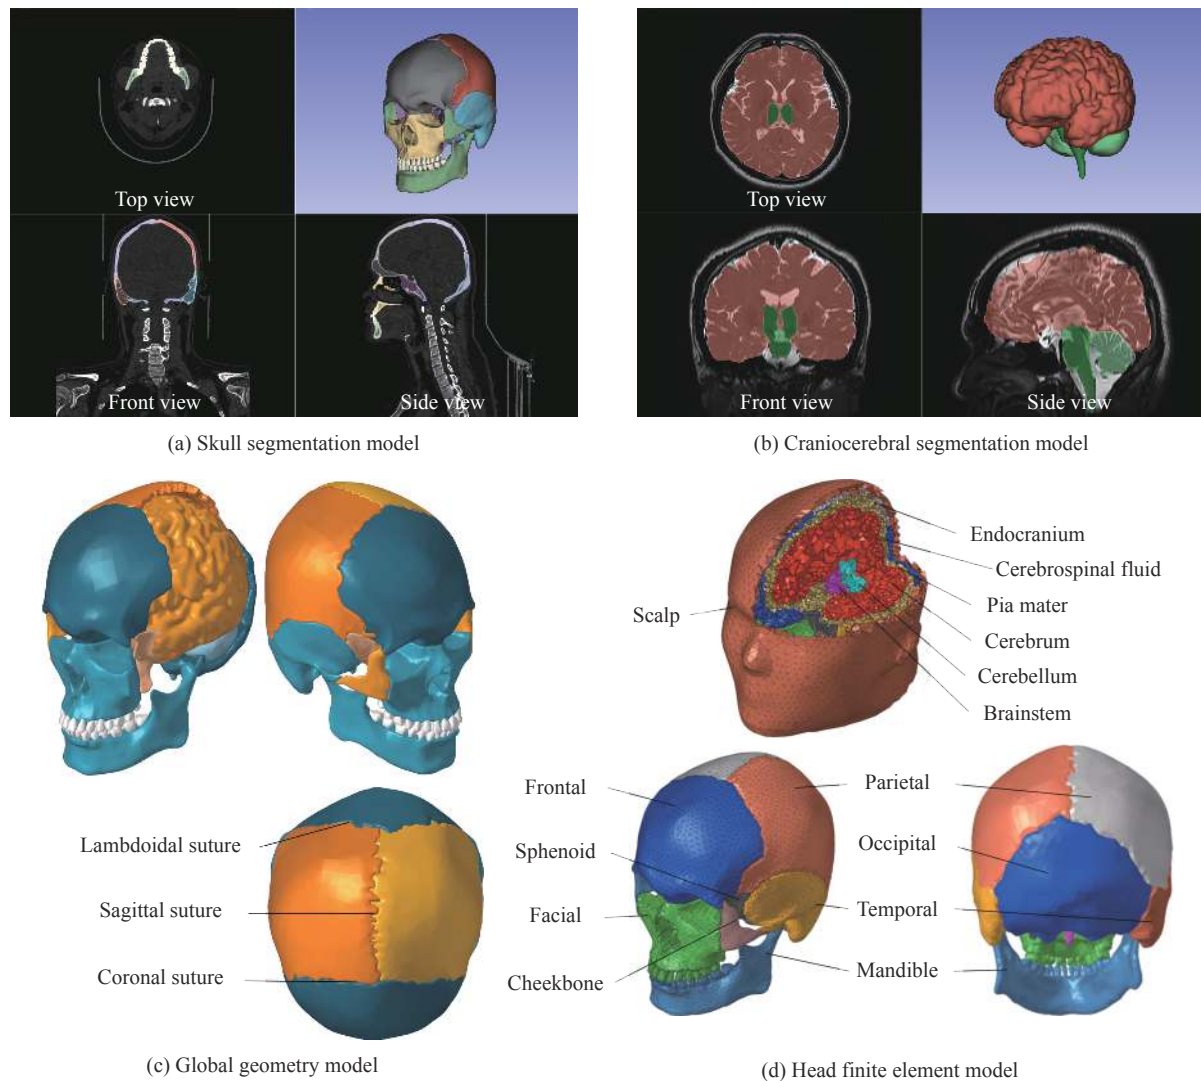 Top view
Front view
Side view
(a) Skull segmentation model
Top view
Front view
Side view
(b) Craniocerebral segmentation model
Lambdoidal suture
Sagittal suture
Coronal suture
(c) Global geometry model
Scalp
Endocranium
Cerebrospinal fluid
Pia mater
Cerebrum
Cerebellum
Brainstem
Frontal
Sphenoid
Facial
Cheekbone
Parietal
Occipital
Temporal
Mandible
(d) Head finite element model